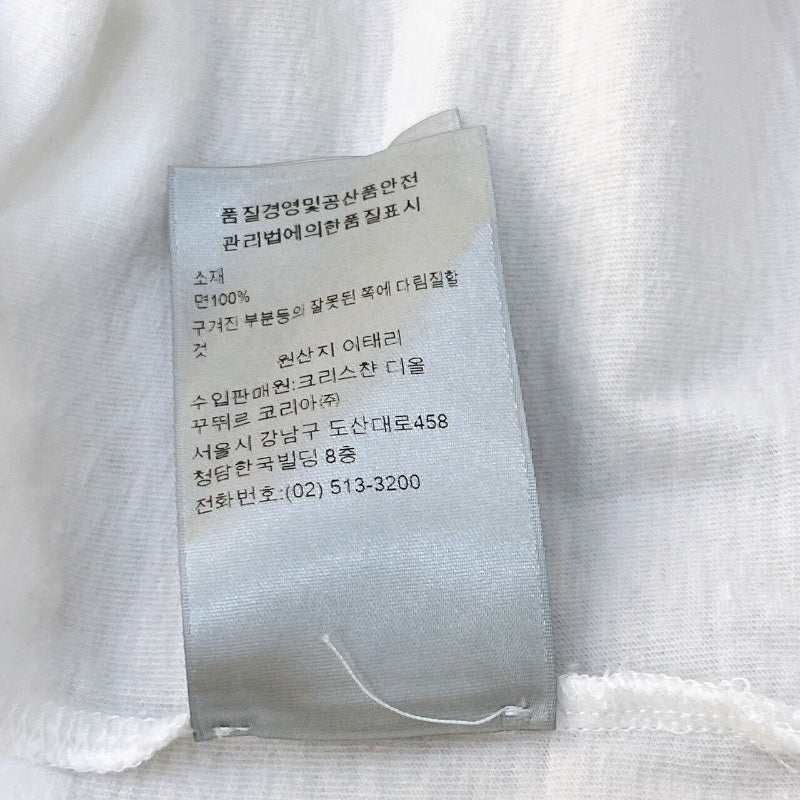 품질경영및공산품안전
관리법에의한품질표시
소재
면100%
구겨진 부분등의 잘못된 쪽에 다림질할
것
원산지 이태리
수입판매원:크리스챤 디올
꾸뛰르 코리아㈜
서울시 강남구 도산대로458
청담한국빌딩 8층
전화번호:(02) 513-3200